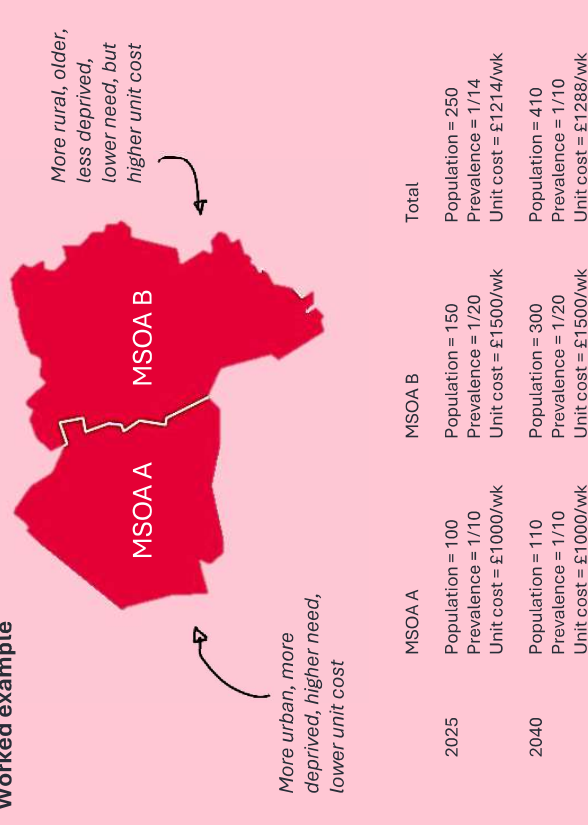 Worked example
More rural, older,
less deprived,
lower need, but
higher unit cost
MSOA A
MSOA B
More urban, more
deprived, higher need,
lower unit cost
MSOA A
MSOA B
Total
2025
Population = 100
Prevalence = 1/10
Unit cost = £1000/wk
Population = 150
Prevalence = 1/20
Unit cost = £1500/wk
Population = 250
Prevalence = 1/14
Unit cost = £1214/wk
2040
Population = 110
Prevalence = 1/10
Unit cost = £1000/wk
Population = 300
Prevalence = 1/20
Unit cost = £1500/wk
Population = 410
Prevalence = 1/10
Unit cost = £1288/wk